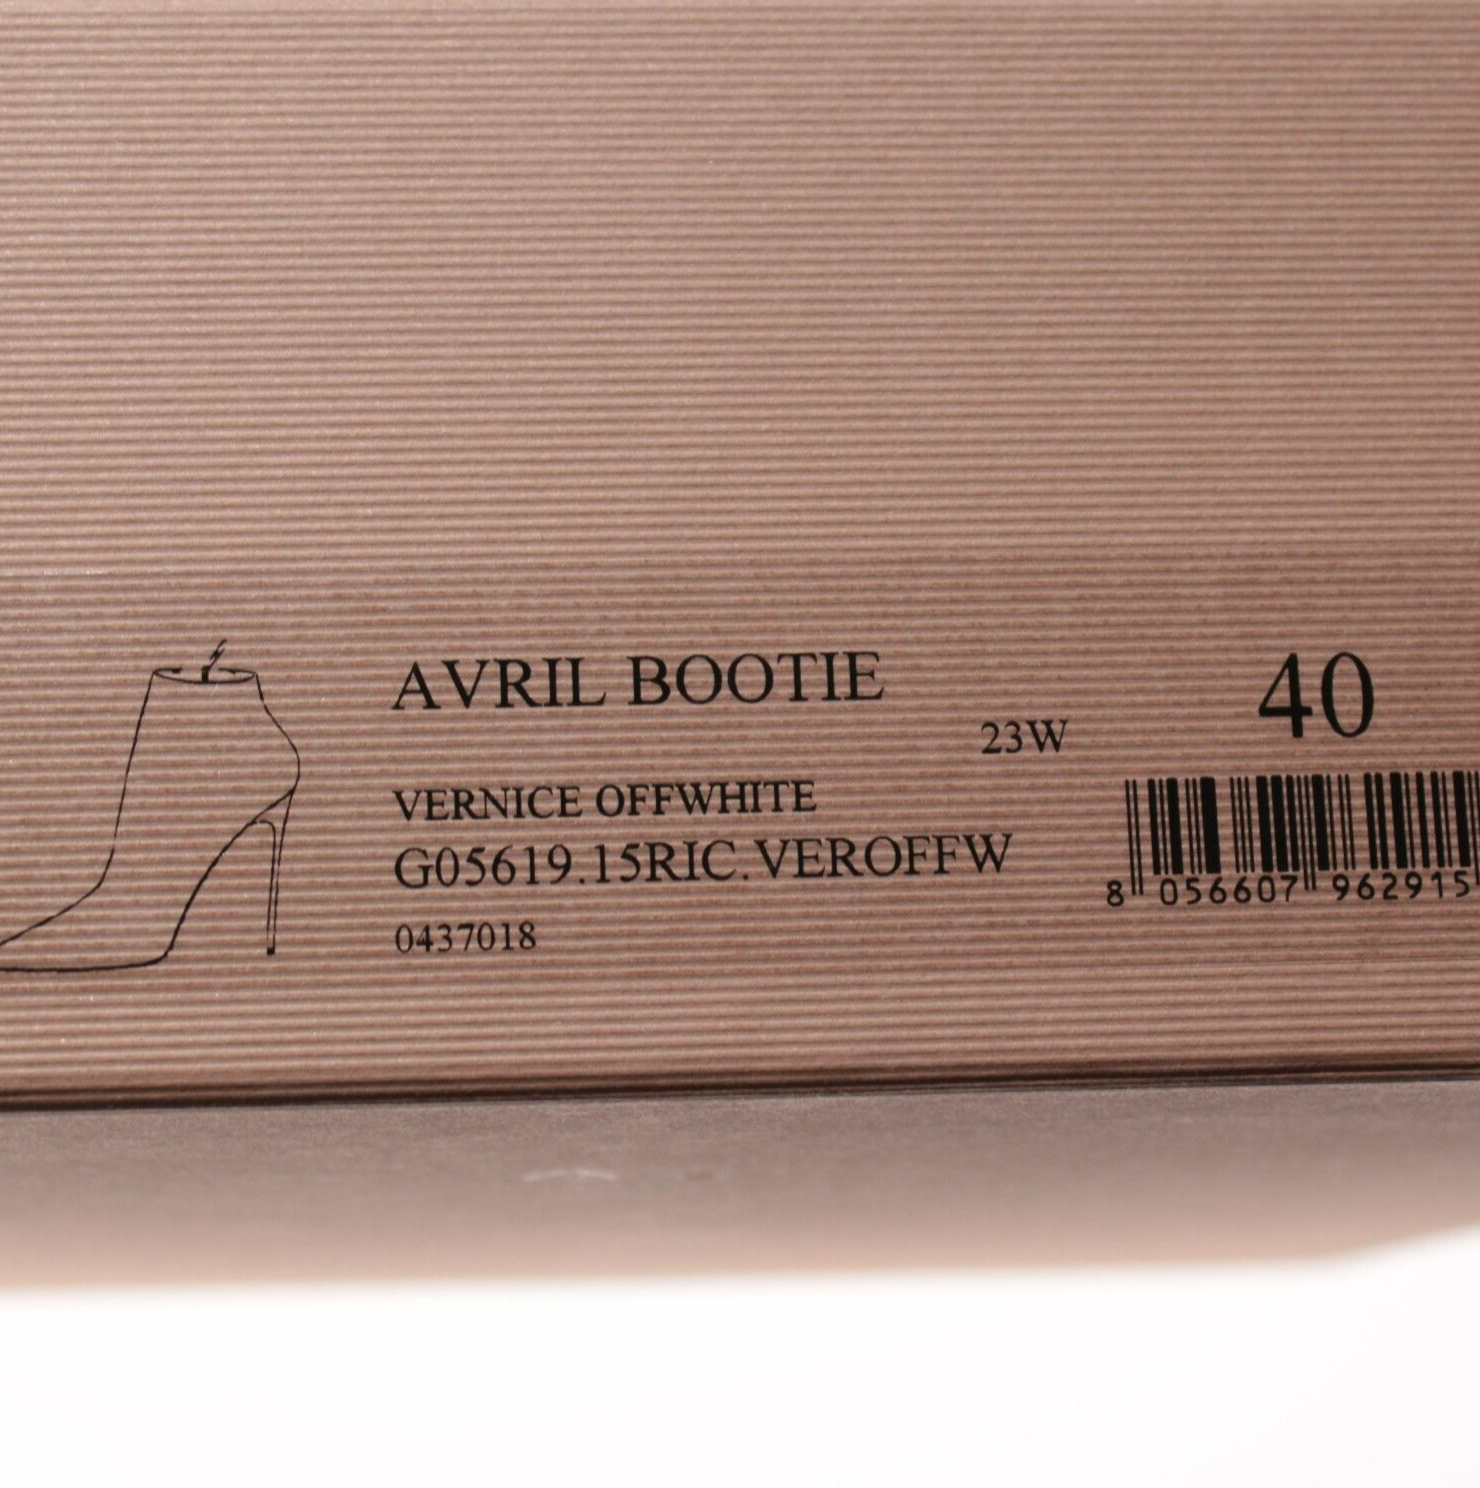 AVRIL BOOTIE
40
23W
VERNICE OFFWHITE
G05619.15RIC.VEROFFW
0437018
8 056607 962915